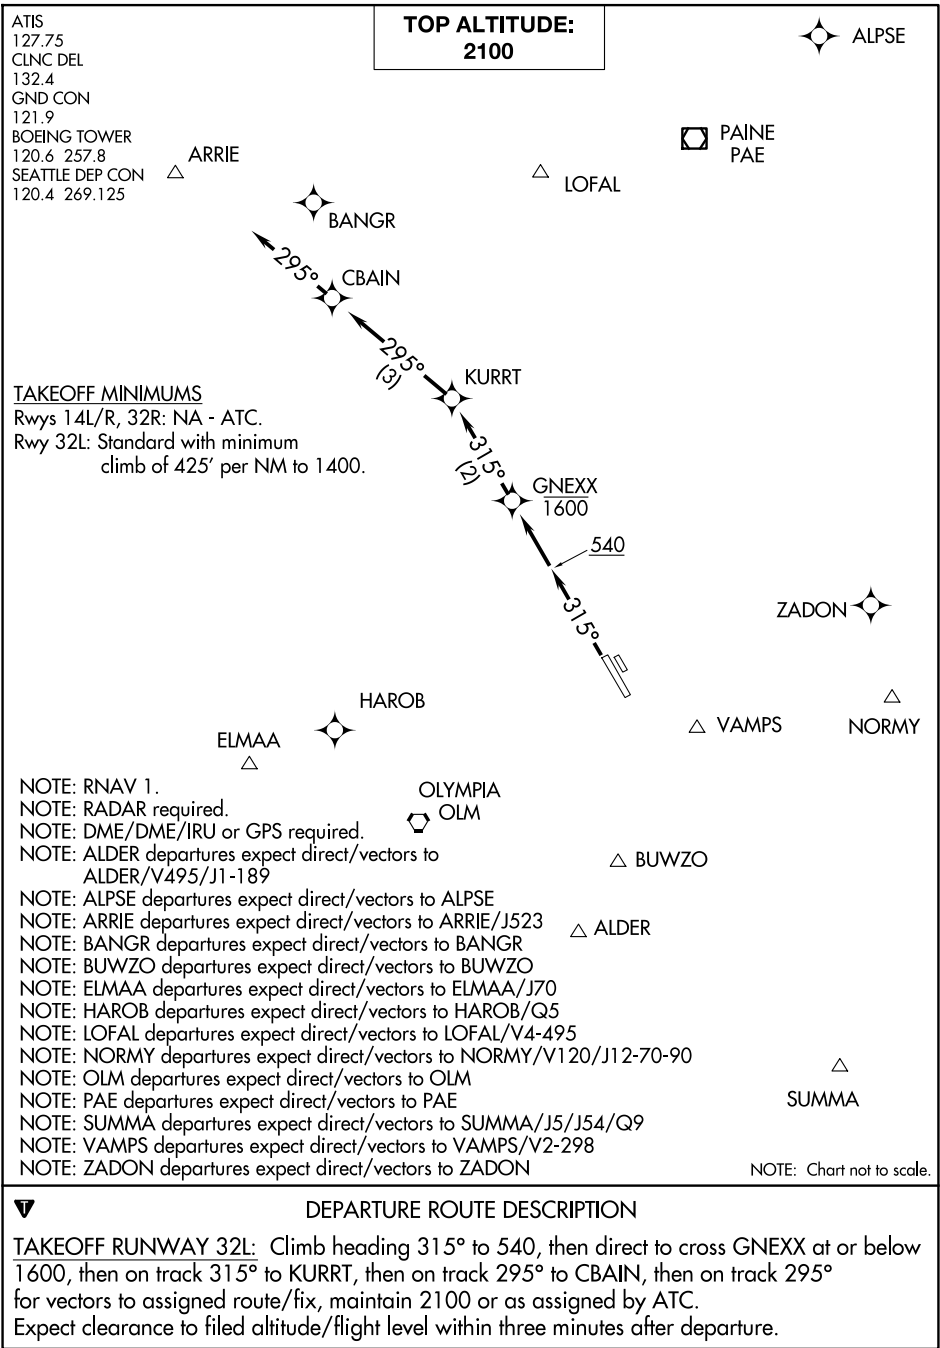 ATIS
127.75
CLNC DEL
132.4
GND CON
121.9
BOEING TOWER
120.6 257.8
SEATTLE DEP CON
120.4 269.125
TOP ALTITUDE:
2100
ALPSE
PAINE
PAE
ARRIE
LOFAL
BANGR
295°
CBAIN
295°
(3)
KURRT
TAKEOFF MINIMUMS
Rwys 14L/R, 32R: NA - ATC.
Rwy 32L: Standard with minimum
climb of 425' per NM to 1400.
315°
(2)
GNEXX
1600
540
315°
ZADON
HAROB
ELMAA
VAMPS
NORMY
OLYMPIA
OLM
BUWZO
ALDER
SUMMA
NOTE: RNAV 1.
NOTE: RADAR required.
NOTE: DME/DME/IRU or GPS required.
NOTE: ALDER departures expect direct/vectors to
ALDER/V495/J1-189
NOTE: ALPSE departures expect direct/vectors to ALPSE
NOTE: ARRIE departures expect direct/vectors to ARRIE/J523
NOTE: BANGR departures expect direct/vectors to BANGR
NOTE: BUWZO departures expect direct/vectors to BUWZO
NOTE: ELMAA departures expect direct/vectors to ELMAA/J70
NOTE: HAROB departures expect direct/vectors to HAROB/Q5
NOTE: LOFAL departures expect direct/vectors to LOFAL/V4-495
NOTE: NORMY departures expect direct/vectors to NORMY/V120/J12-70-90
NOTE: OLM departures expect direct/vectors to OLM
NOTE: PAE departures expect direct/vectors to PAE
NOTE: SUMMA departures expect direct/vectors to SUMMA/J5/J54/Q9
NOTE: VAMPS departures expect direct/vectors to VAMPS/V2-298
NOTE: ZADON departures expect direct/vectors to ZADON
NOTE: Chart not to scale.
T
DEPARTURE ROUTE DESCRIPTION
TAKEOFF RUNWAY 32L: Climb heading 315° to 540, then direct to cross GNEXX at or below
1600, then on track 315° to KURRT, then on track 295° to CBAIN, then on track 295°
for vectors to assigned route/fix, maintain 2100 or as assigned by ATC.
Expect clearance to filed altitude/flight level within three minutes after departure.